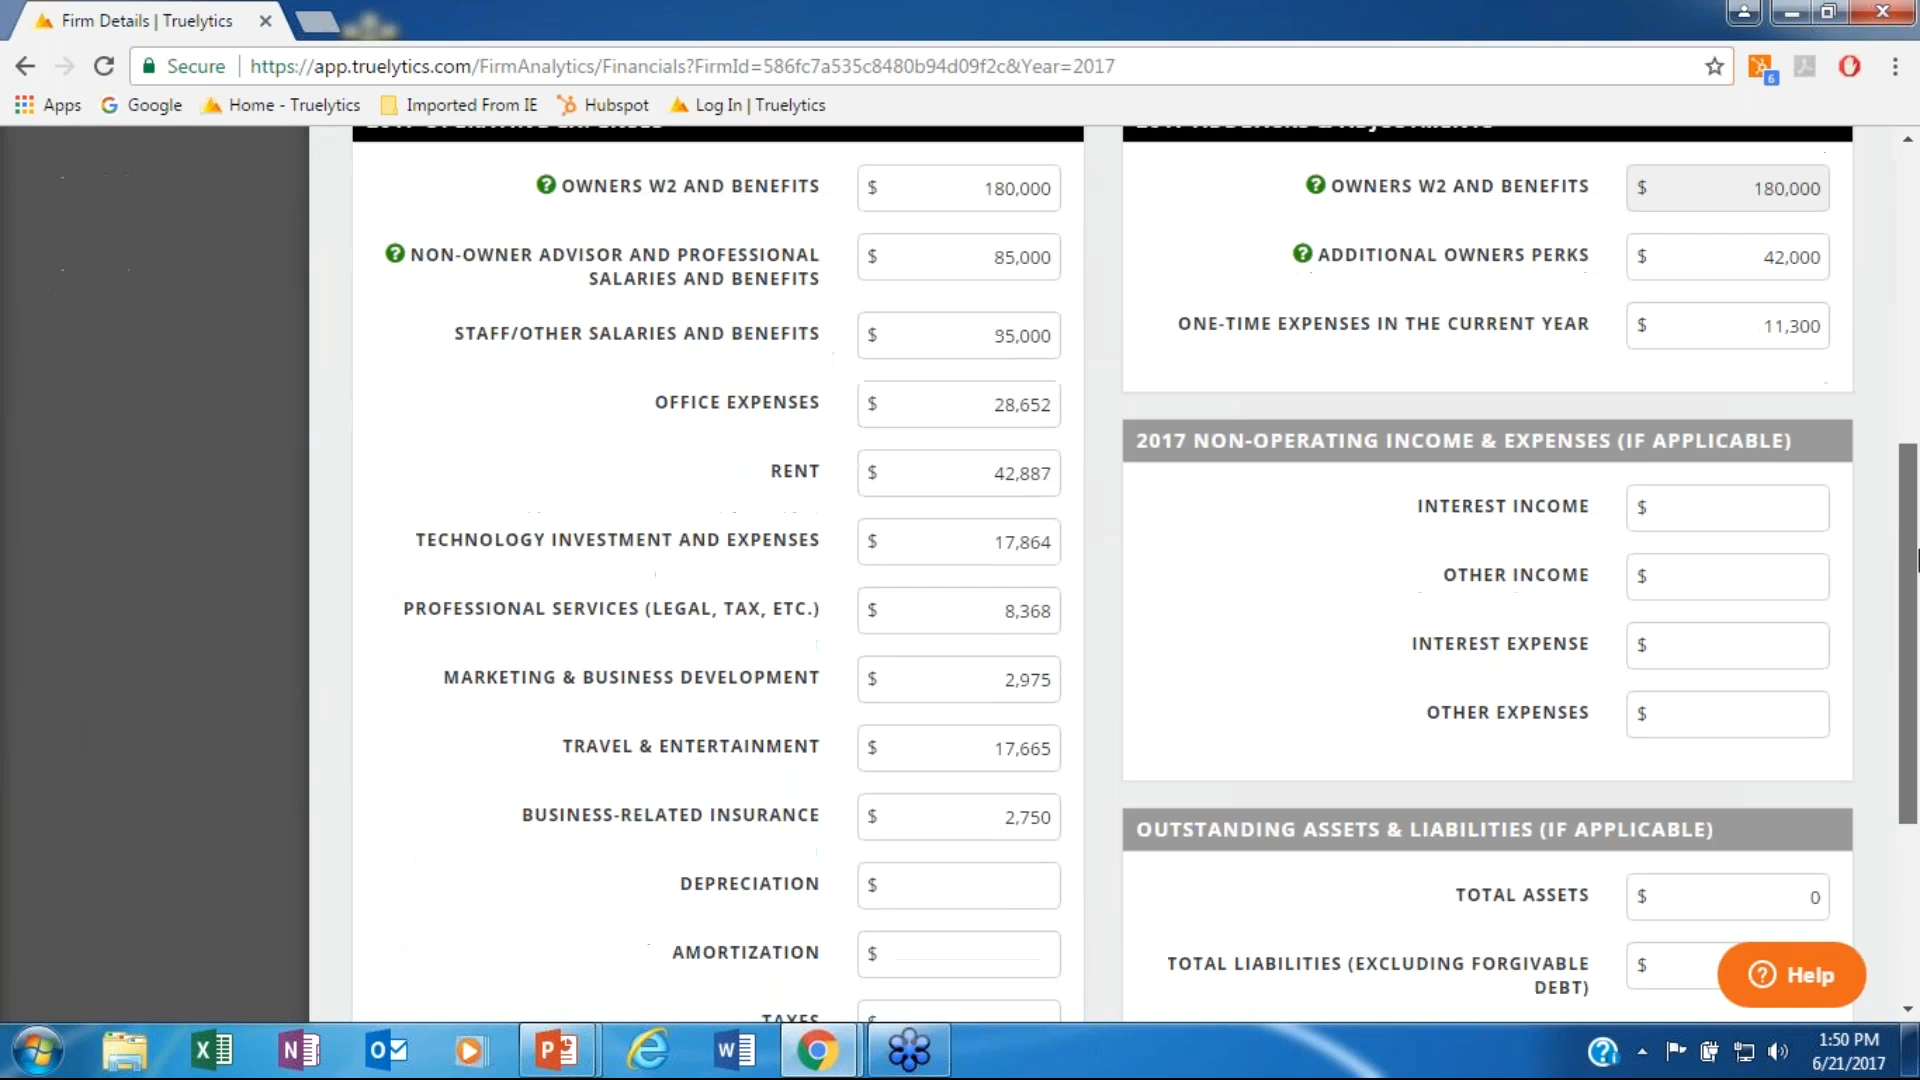 Firm Details | Truelytics
Secure
https://app.truelytics.com/FirmAnalytics/Financials?FirmId=586fc7a535c8480b94d09f2c&Year=2017
6
Apps
Google
Home - Truelytics
Imported From IE
Hubspot
Log In | Truelytics
OWNERS W2 AND BENEFITS $ 180,000
NON-OWNER ADVISOR AND PROFESSIONAL
SALARIES AND BENEFITS $ 85,000
STAFF/OTHER SALARIES AND BENEFITS $ 35,000
OFFICE EXPENSES $ 28,652
RENT $ 42,887
TECHNOLOGY INVESTMENT AND EXPENSES $ 17,864
PROFESSIONAL SERVICES (LEGAL, TAX, ETC.) $ 8,368
MARKETING & BUSINESS DEVELOPMENT $ 2,975
TRAVEL & ENTERTAINMENT $ 17,665
BUSINESS-RELATED INSURANCE $ 2,750
DEPRECIATION $
AMORTIZATION $
TAXES
OWNERS W2 AND BENEFITS $ 180,000
ADDITIONAL OWNERS PERKS $ 42,000
ONE-TIME EXPENSES IN THE CURRENT YEAR $ 11,300
2017 NON-OPERATING INCOME & EXPENSES (IF APPLICABLE)
INTEREST INCOME $
OTHER INCOME $
INTEREST EXPENSE $
OTHER EXPENSES $
OUTSTANDING ASSETS & LIABILITIES (IF APPLICABLE)
TOTAL ASSETS $ 0
TOTAL LIABILITIES (EXCLUDING FORGIVABLE
DEBT) $
Help
1:50 PM
6/21/2017